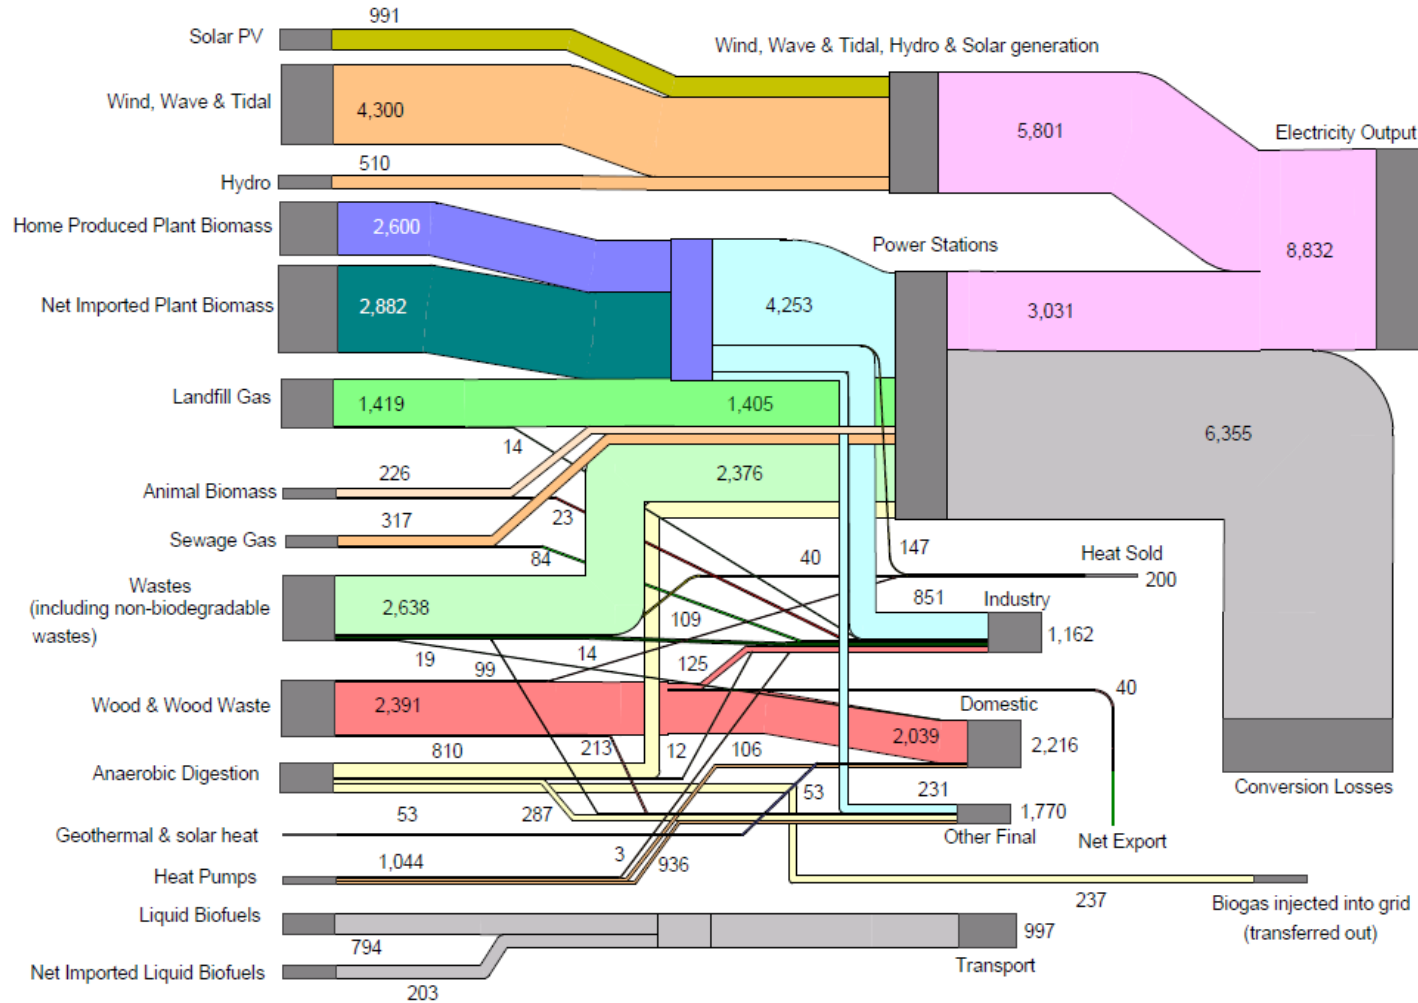 991
Solar PV
Wind, Wave & Tidal, Hydro & Solar generation
Wind, Wave & Tidal
4,300
5,801
Electricity Output
510
Hydro
Home Produced Plant Biomass
2,600
Power Stations
8,832
Net Imported Plant Biomass
2,882
4,253
3,031
Landfill Gas
1,419
1,405
6,355
14
226
2,376
Animal Biomass
317
23
Sewage Gas
84
40
147
Heat Sold
200
Wastes
(including non-biodegradable
wastes)
2,638
109
851
Industry
1,162
19
99
14
125
40
Wood & Wood Waste
2,391
Domestic
2,039
2,216
810
213
12
106
Anaerobic Digestion
53
287
53
231
1,770
Conversion Losses
Geothermal & solar heat
Other Final
Net Export
1,044
3
936
Heat Pumps
237
Biogas injected into grid
(transferred out)
Liquid Biofuels
794
997
Transport
Net Imported Liquid Biofuels
203